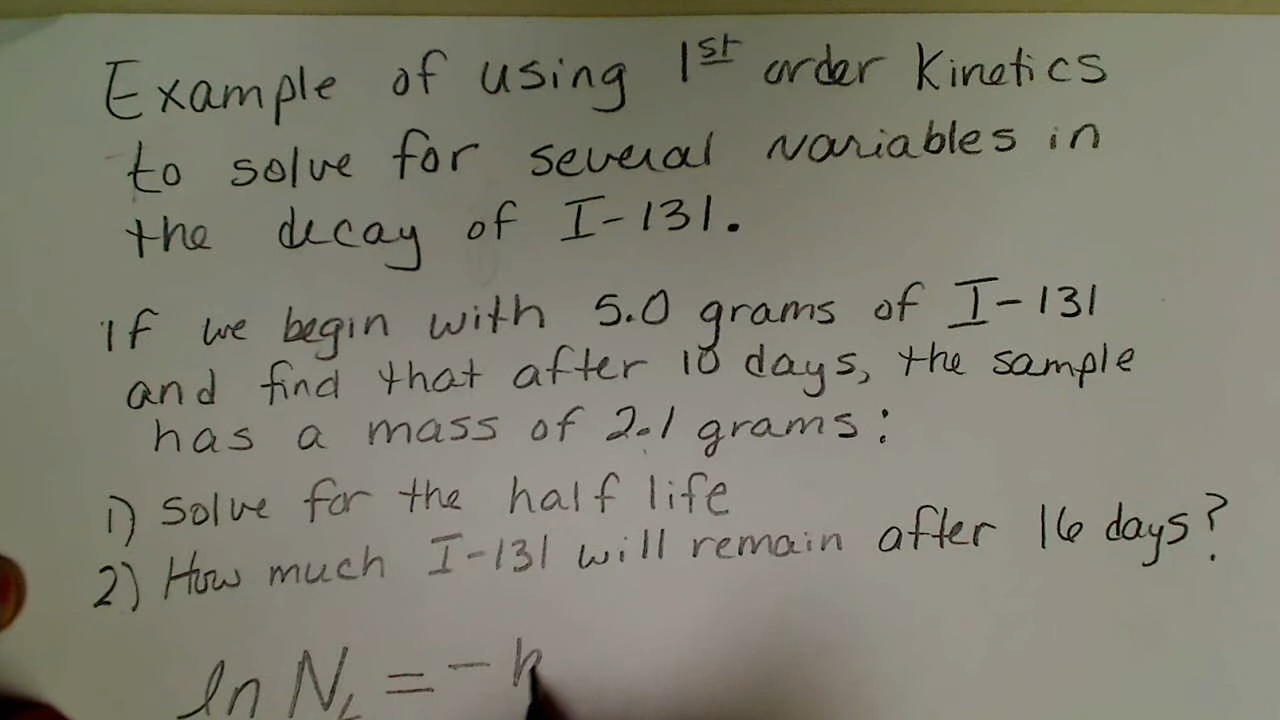 Example of using 1st order Kinetics
to solve for several variables in
the decay of I-131.
If we begin with 5.0 grams of I-131
and find that after 10 days, the sample
has a mass of 2.1 grams:
1) Solve for the half life
2) How much I-131 will remain after 16 days?
ln Nt = - k